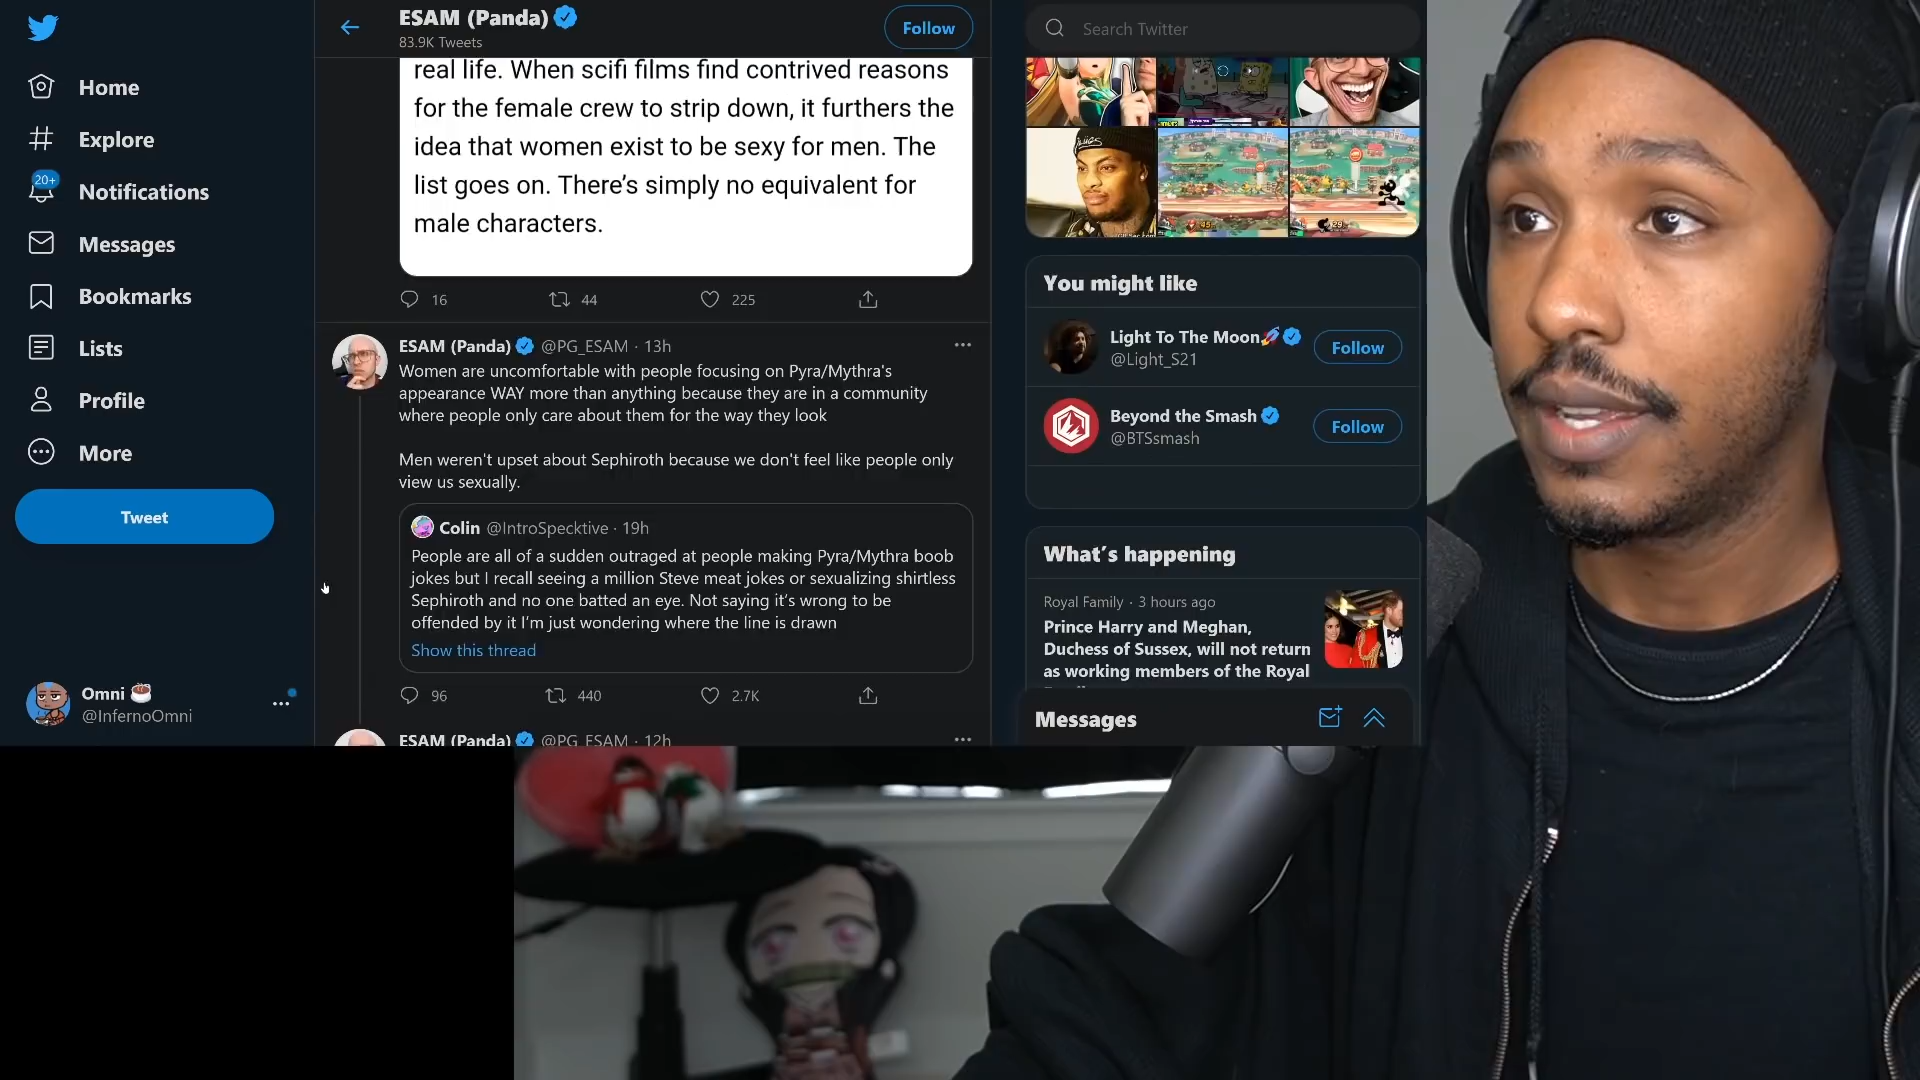 Home
Explore
20+
Notifications
Messages
Bookmarks
Lists
Profile
More
Tweet
Omni
@InfernoOmni
ESAM (Panda)
83.9K Tweets
Follow
real life. When scifi films find contrived reasons
for the female crew to strip down, it furthers the
idea that women exist to be sexy for men. The
list goes on. There’s simply no equivalent for
male characters.
16 44 225
ESAM (Panda) @PG_ESAM · 13h
Women are uncomfortable with people focusing on Pyra/Mythra's
appearance WAY more than anything because they are in a community
where people only care about them for the way they look
Men weren't upset about Sephiroth because we don't feel like people only
view us sexually.
Colin @IntroSpecktive · 19h
People are all of a sudden outraged at people making Pyra/Mythra boob
jokes but I recall seeing a million Steve meat jokes or sexualizing shirtless
Sephiroth and no one batted an eye. Not saying it’s wrong to be
offended by it I’m just wondering where the line is drawn
Show this thread
96 440 2.7K
ESAM (Panda) @PG_ESAM · 12h
Search Twitter
You might like
Light To The Moon
@Light_S21
Follow
Beyond the Smash
@BTSsmash
Follow
What’s happening
Royal Family · 3 hours ago
Prince Harry and Meghan,
Duchess of Sussex, will not return
as working members of the Royal
Messages